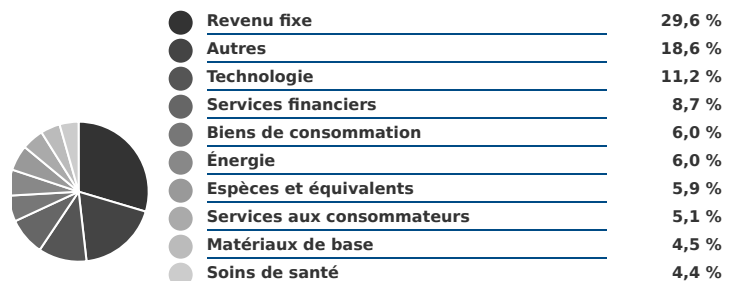 Revenu fixe 29,6 %
Autres 18,6 %
Technologie 11,2 %
Services financiers 8,7 %
Biens de consommation 6,0 %
Énergie 6,0 %
Espèces et équivalents 5,9 %
Services aux consommateurs 5,1 %
Matériaux de base 4,5 %
Soins de santé 4,4 %